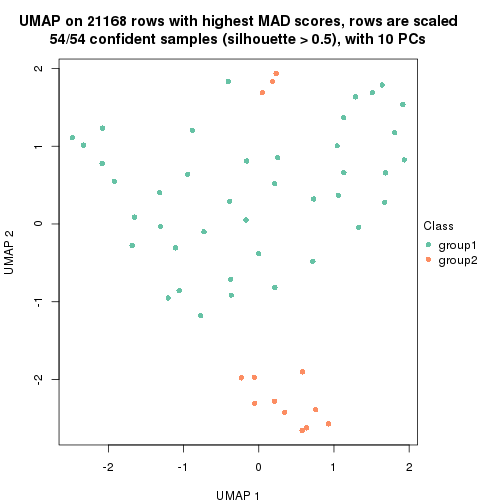 UMAP on 21168 rows with highest MAD scores, rows are scaled
54/54 confident samples (silhouette > 0.5), with 10 PCs
2
1
0
-1
-2
UMAP 2
-2
-1
0
1
2
UMAP 1
Class
group1
group2